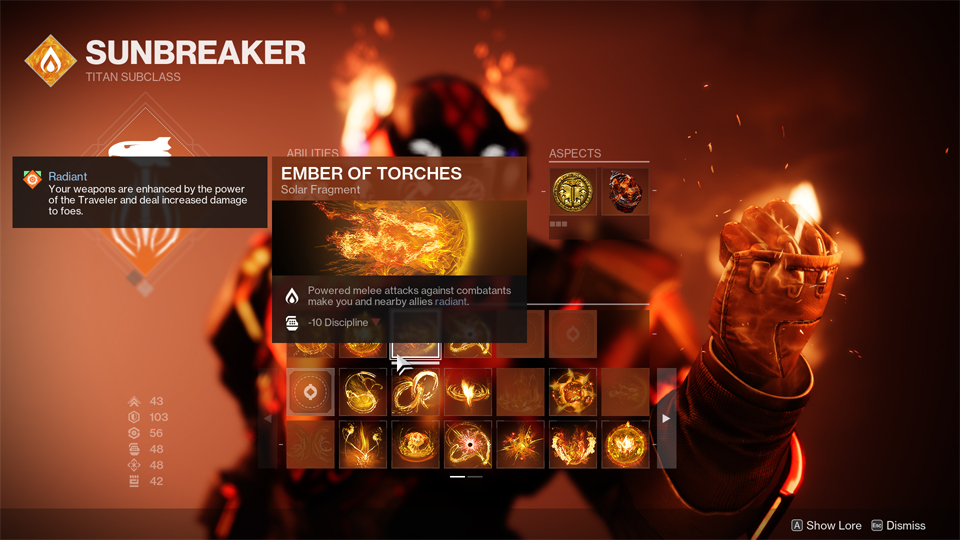 SUNBREAKER
TITAN SUBCLASS
ABILITIES
ASPECTS
Radiant
Your weapons are enhanced by the power
of the Traveler and deal increased damage
to foes.
EMBER OF TORCHES
Solar Fragment
Powered melee attacks against combatants
make you and nearby allies radiant.
-10 Discipline
43
103
56
48
48
42
A Show Lore Esc Dismiss